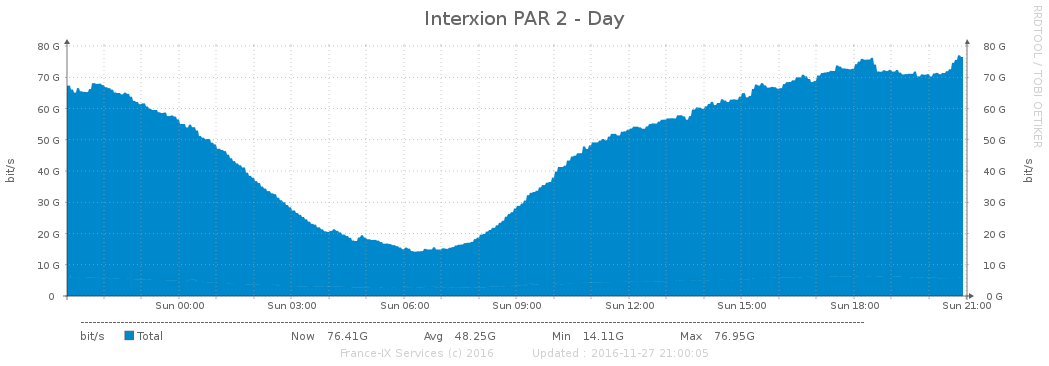 Interxion PAR 2 - Day
RRDTOOL / TOBI OETIKER
bit/s
80 G
70 G
60 G
50 G
40 G
30 G
20 G
10 G
0
80 G
70 G
60 G
50 G
40 G
30 G
20 G
10 G
0 G
bit/s
Sun 00:00 Sun 03:00 Sun 06:00 Sun 09:00 Sun 12:00 Sun 15:00 Sun 18:00 Sun 21:00
bit/s Total Now 76.41G Avg 48.25G Min 14.11G Max 76.95G
France-IX Services (c) 2016 Updated : 2016-11-27 21:00:05